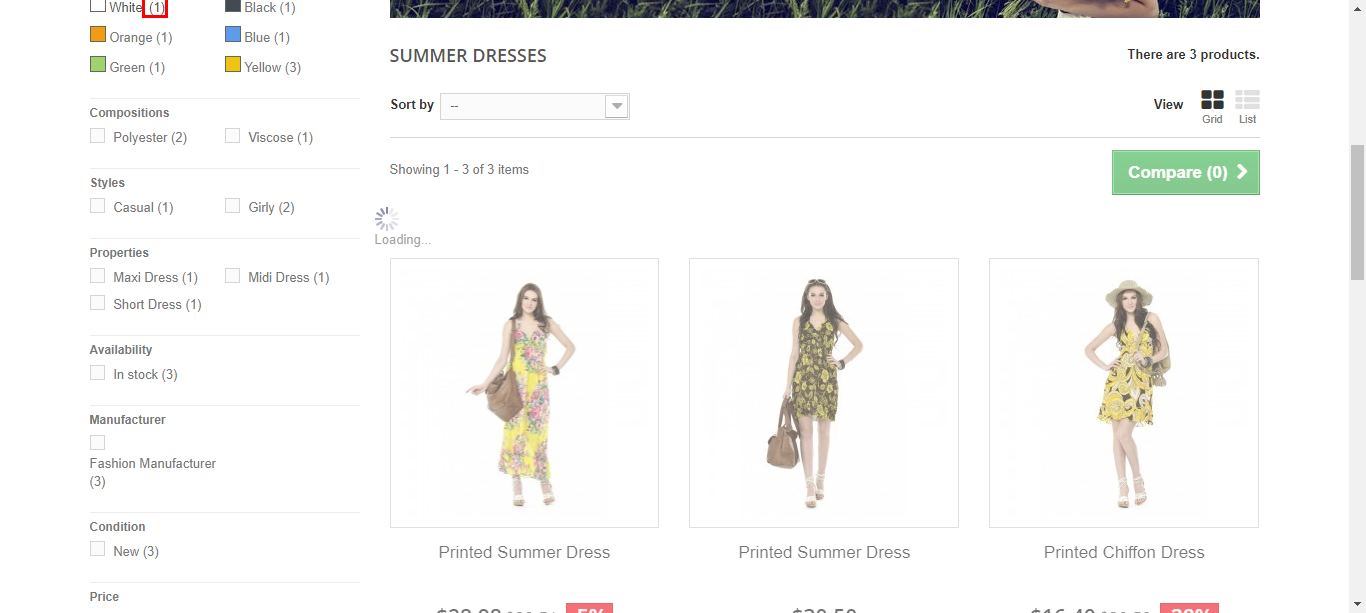 White (1)
Black (1)
Orange (1)
Blue (1)
Green (1)
Yellow (3)
Compositions
Polyester (2)
Viscose (1)
Styles
Casual (1)
Girly (2)
Properties
Maxi Dress (1)
Midi Dress (1)
Short Dress (1)
Availability
In stock (3)
Manufacturer
Fashion Manufacturer
(3)
Condition
New (3)
Price
SUMMER DRESSES
There are 3 products.
Sort by
--
View
Grid
List
Showing 1 - 3 of 3 items
Compare (0)
Loading...
Printed Summer Dress
Printed Summer Dress
Printed Chiffon Dress